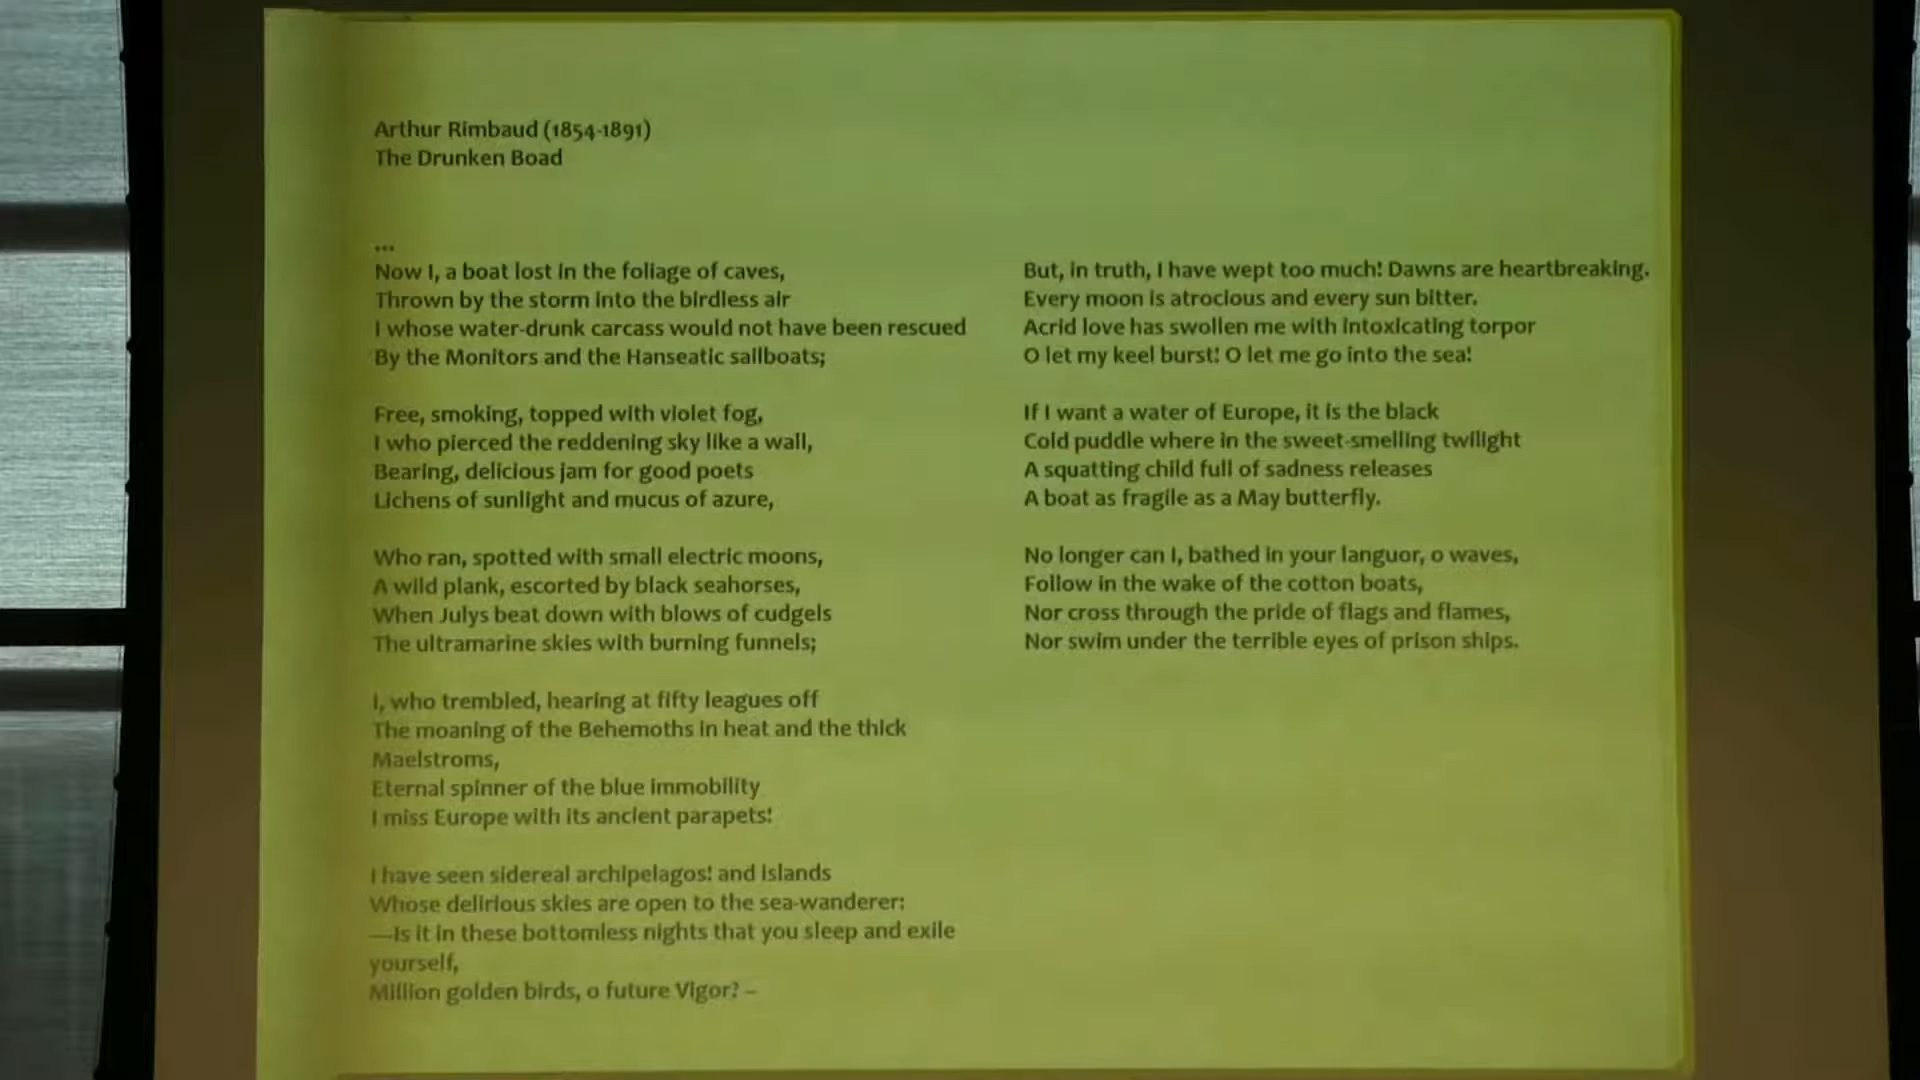 Arthur Rimbaud (1854-1891)
The Drunken Boad
...
Now I, a boat lost in the foliage of caves,
Thrown by the storm into the birdless air
I whose water-drunk carcass would not have been rescued
By the Monitors and the Hanseatic sailboats;
Free, smoking, topped with violet fog,
I who pierced the reddening sky like a wall,
Bearing, delicious jam for good poets
Lichens of sunlight and mucus of azure,
Who ran, spotted with small electric moons,
A wild plank, escorted by black seahorses,
When Julys beat down with blows of cudgels
The ultramarine skies with burning funnels;
I, who trembled, hearing at fifty leagues off
The moaning of the Behemoths in heat and the thick
Maelstroms,
Eternal spinner of the blue immobility
I miss Europe with its ancient parapets!
I have seen sidereal archipelagos! and islands
Whose delirious skies are open to the sea-wanderer:
—Is it in these bottomless nights that you sleep and exile
yourself,
Million golden birds, o future Vigor? –
But, in truth, I have wept too much! Dawns are heartbreaking.
Every moon is atrocious and every sun bitter.
Acrid love has swollen me with intoxicating torpor
O let my keel burst! O let me go into the sea!
If I want a water of Europe, it is the black
Cold puddle where in the sweet-smelling twilight
A squatting child full of sadness releases
A boat as fragile as a May butterfly.
No longer can I, bathed in your languor, o waves,
Follow in the wake of the cotton boats,
Nor cross through the pride of flags and flames,
Nor swim under the terrible eyes of prison ships.